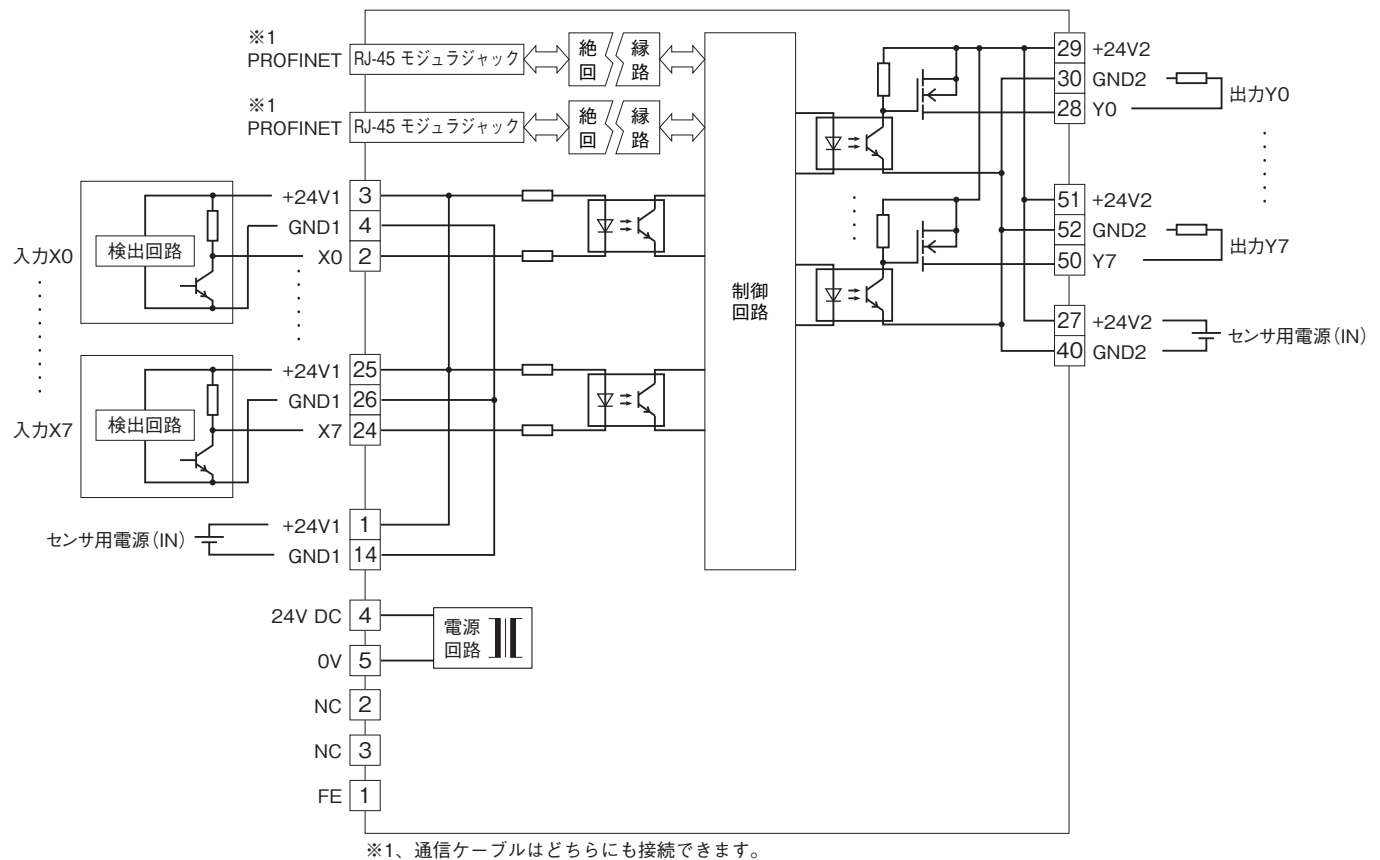 ※1
PROFINET
RJ-45 モジュラジャック
絶 縁
回 路
※1
PROFINET
RJ-45 モジュラジャック
絶 縁
回 路
入力X0
検出回路
+24V1 3
GND1 4
X0 2
入力X7
検出回路
+24V1 25
GND1 26
X7 24
センサ用電源(IN)
+24V1 1
GND1 14
24V DC 4
0V 5
電源
回路
NC 2
NC 3
FE 1
制御
回路
29 +24V2
30 GND2
28 Y0
出力Y0
51 +24V2
52 GND2
50 Y7
出力Y7
27 +24V2
40 GND2
センサ用電源(IN)
※1、通信ケーブルはどちらにも接続できます。